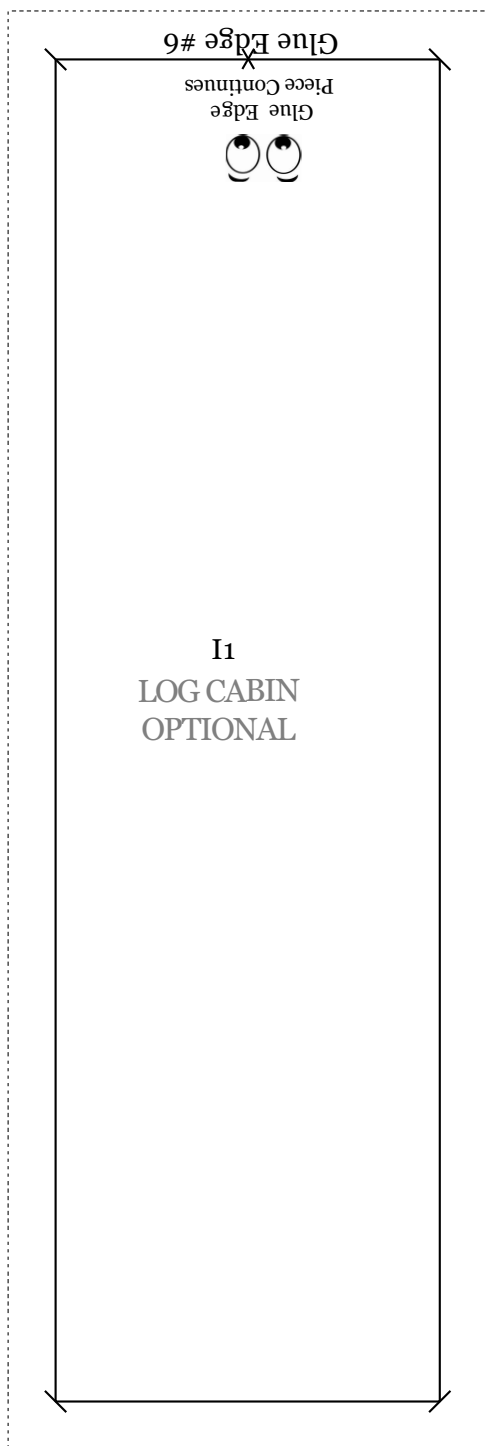 Glue Edge
Piece Continues
Glue Edge #6
I1
LOG CABIN
OPTIONAL